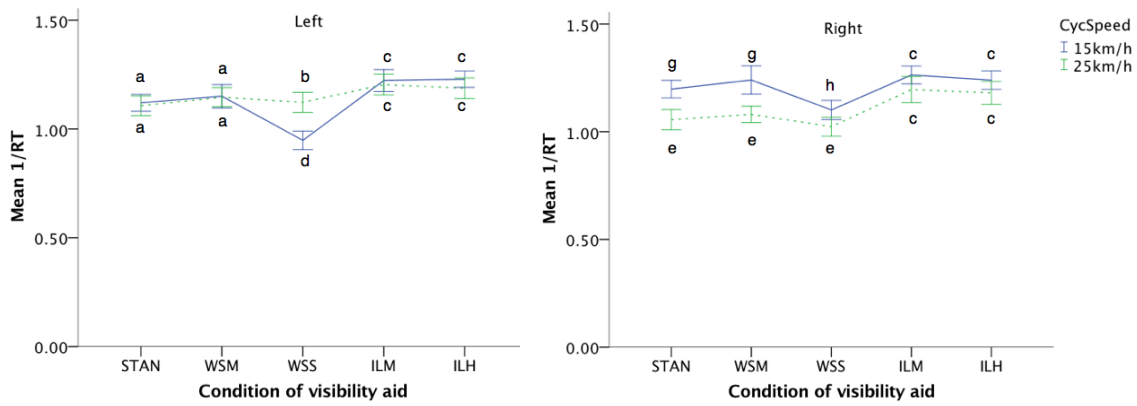 Left
Mean 1/RT
1.50
1.00
0.50
0.00
a a b c c
a a d c c
STAN WSM WSS ILM ILH
Condition of visibility aid
Right
Mean 1/RT
1.50
1.00
0.50
0.00
g g h c c
e e e c c
STAN WSM WSS ILM ILH
Condition of visibility aid
CycSpeed
15km/h
25km/h